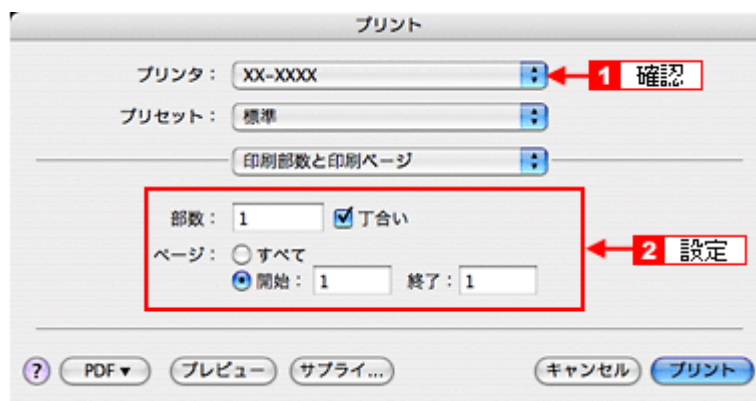 プリント
プリンタ： XX-XXXX 1 確認
プリセット： 標準
印刷部数と印刷ページ
部数： 1 丁合い
ページ： すべて
開始： 1 終了： 1 2 設定
? PDF▼ プレビュー サプライ... キャンセル プリント